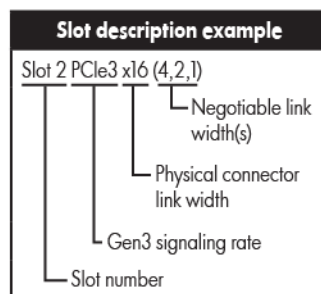 Slot description example
Slot 2 PCIe3 x16 (4,2,1)
Negotiable link
width(s)
Physical connector
link width
Gen3 signaling rate
Slot number